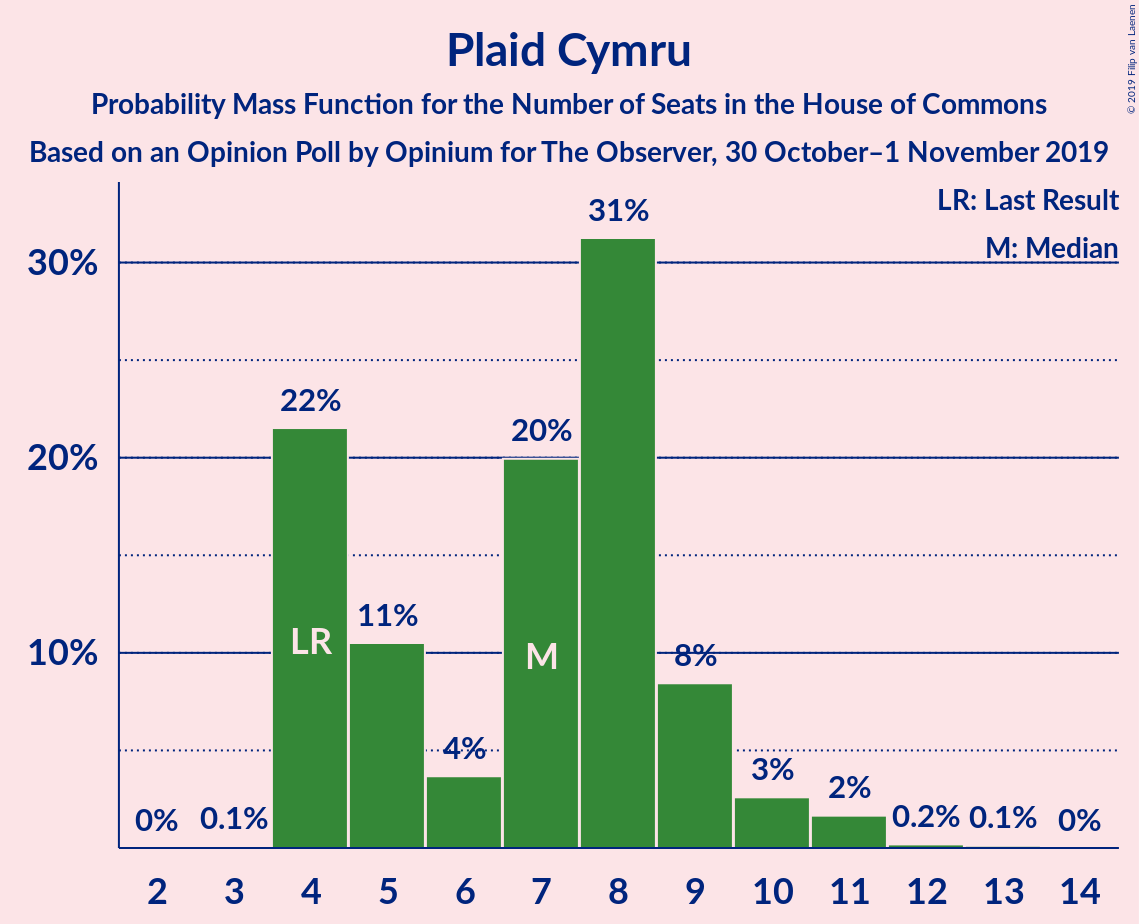 Plaid Cymru
Probability Mass Function for the Number of Seats in the House of Commons
Based on an Opinion Poll by Opinium for The Observer, 30 October–1 November 2019
© 2019 Filip van Laenen
LR: Last Result
M: Median
30%
20%
10%
0%
0.1%
22%
11%
4%
20%
31%
8%
3%
2%
0.2%
0.1%
0%
LR
M
2 3 4 5 6 7 8 9 10 11 12 13 14